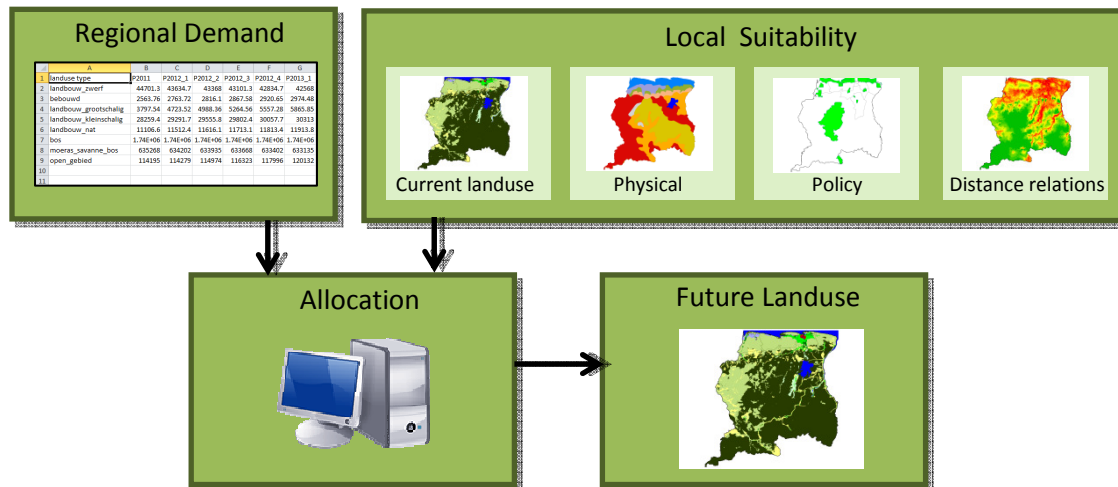 Regional Demand
A B C D E F G
1 landuse type P2011 P2012_1 P2012_2 P2012_3 P2012_4 P2013_1
2 landbouw_zwerf 44701.3 43634.7 43368 43101.3 42834.7 42568
3 bebouwd 2563.76 2763.72 2816.1 2867.58 2920.65 2974.48
4 landbouw_grootschalig 3797.54 4723.52 4988.36 5264.56 5557.28 5865.85
5 landbouw_kleinschalig 28259.4 29291.7 29555.8 29802.4 30057.7 30313
6 landbouw_nat 11106.6 11512.4 11616.1 11713.1 11813.4 11913.8
7 bos 1.74E+06 1.74E+06 1.74E+06 1.74E+06 1.74E+06 1.74E+06
8 moeras_savanne_bos 635268 634202 633935 633668 633402 633135
9 open_gebied 114195 114279 114974 116323 117996 120132
10
11
Local Suitability
Current landuse
Physical
Policy
Distance relations
Allocation
Future Landuse